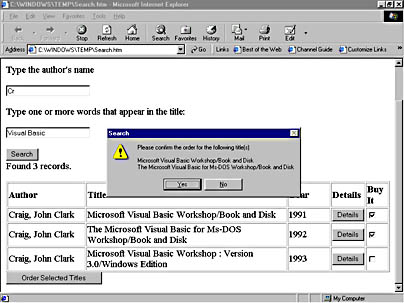 C:\WINDOWS\TEMP\Search.htm - Microsoft Internet Explorer
File Edit View Favorites Tools Help
Back Forward Stop Refresh Home Search Favorites History Mail Print Edit
Address C:\WINDOWS\TEMP\Search.htm Go Links Best of the Web Channel Guide Customize Links
Type the author's name
Cr
Type one or more words that appear in the title:
Visual Basic
Search
Found 3 records.
Search
Please confirm the order for the following title(s)
Microsoft Visual Basic Workshop/Book and Disk
The Microsoft Visual Basic for Ms-DOS Workshop/Book and Disk
Yes No
Author Details Buy It
Craig, John Clark Microsoft Visual Basic Workshop/Book and Disk 1991 Details
Craig, John Clark The Microsoft Visual Basic for Ms-DOS Workshop/Book and Disk 1992 Details
Craig, John Clark Microsoft Visual Basic Workshop : Version 3.0/Windows Edition 1993 Details
Order Selected Titles
My Computer